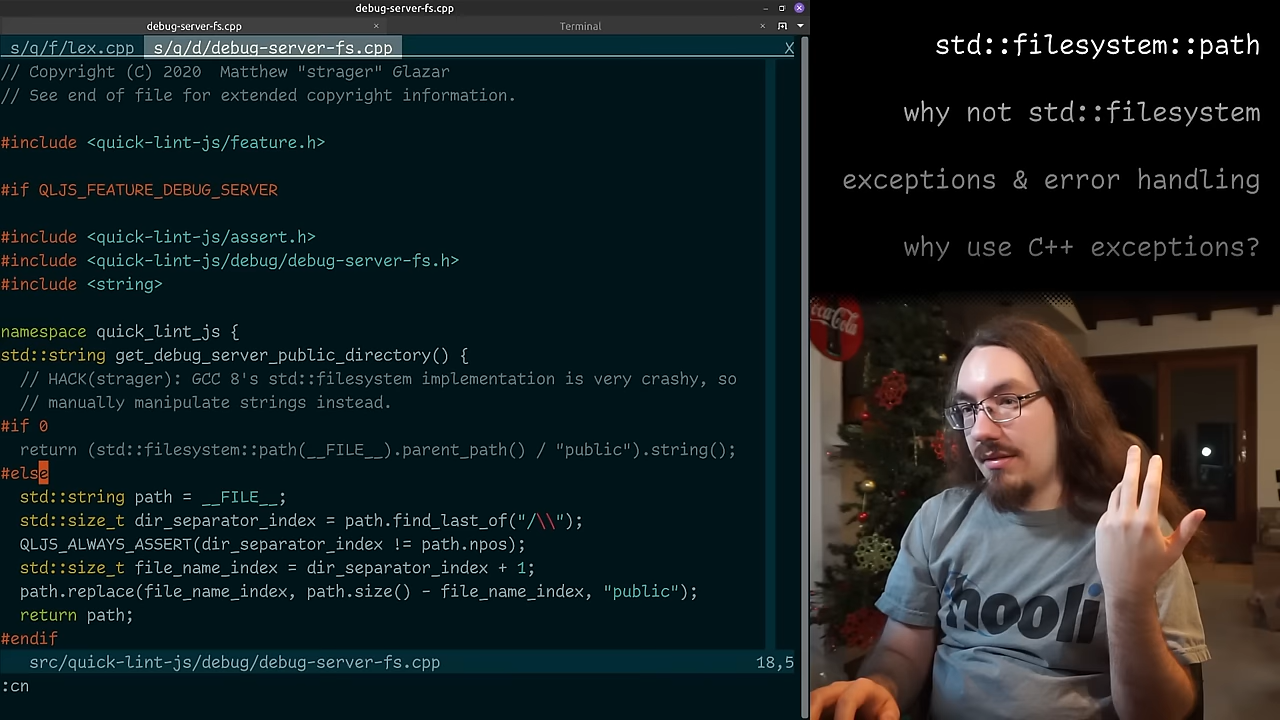 debug-server-fs.cpp
debug-server-fs.cpp × Terminal ×
s/q/f/lex.cpp s/q/d/debug-server-fs.cpp X
// Copyright (C) 2020  Matthew "strager" Glazar
// See end of file for extended copyright information.
#include <quick-lint-js/feature.h>
#if QLJS_FEATURE_DEBUG_SERVER
#include <quick-lint-js/assert.h>
#include <quick-lint-js/debug/debug-server-fs.h>
#include <string>
namespace quick_lint_js {
std::string get_debug_server_public_directory() {
  // HACK(strager): GCC 8's std::filesystem implementation is very crashy, so
  // manually manipulate strings instead.
#if 0
  return (std::filesystem::path(__FILE__).parent_path() / "public").string();
#else
  std::string path = __FILE__;
  std::size_t dir_separator_index = path.find_last_of("/\\");
  QLJS_ALWAYS_ASSERT(dir_separator_index != path.npos);
  std::size_t file_name_index = dir_separator_index + 1;
  path.replace(file_name_index, path.size() - file_name_index, "public");
  return path;
#endif
src/quick-lint-js/debug/debug-server-fs.cpp 18,5
:cn
std::filesystem::path
why not std::filesystem
exceptions & error handling
why use C++ exceptions?
Coca-Cola
hooli